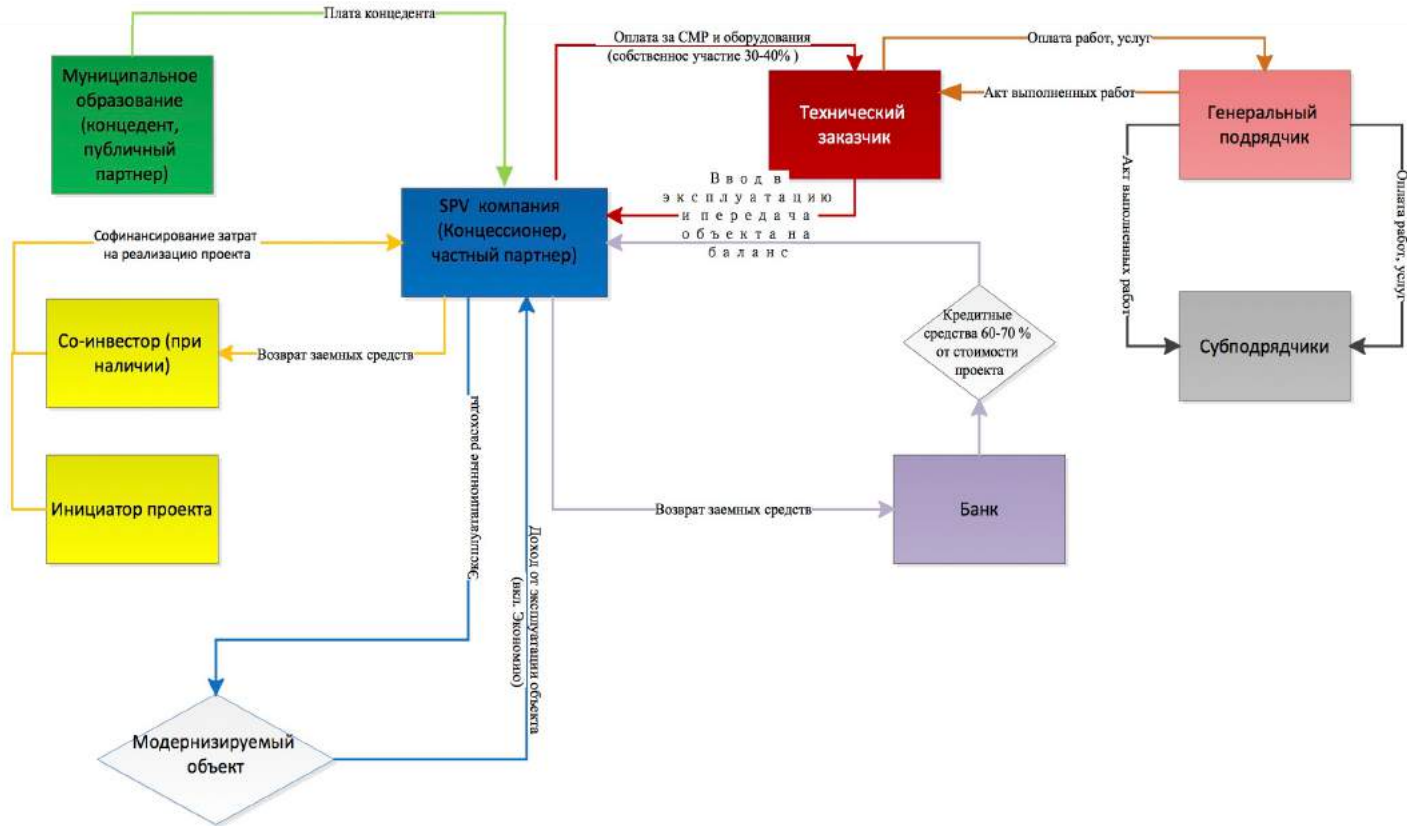 Плата концедента
Муниципальное
образование
(концедент,
публичный
партнер)
Оплата за СМР и оборудования
(собственное участие 30-40% )
Технический
заказчик
Оплата работ, услуг
Акт выполненных работ
Генеральный
подрядчик
Акт выполненных работ
Оплата работ, услуг
Субподрядчики
Ввод в
эксплуатацию
и передача
объекта на
баланс
SPV компания
(Концессионер,
частный партнер)
Софинансирование затрат
на реализацию проекта
Со-инвестор (при
наличии)
Возврат заемных средств
Инициатор проекта
Кредитные
средства 60-70 %
от стоимости
проекта
Возврат заемных средств
Банк
Эксплуатационные расходы
Доход от эксплуатации объекта
(вкл. Экономию)
Модернизируемый
объект